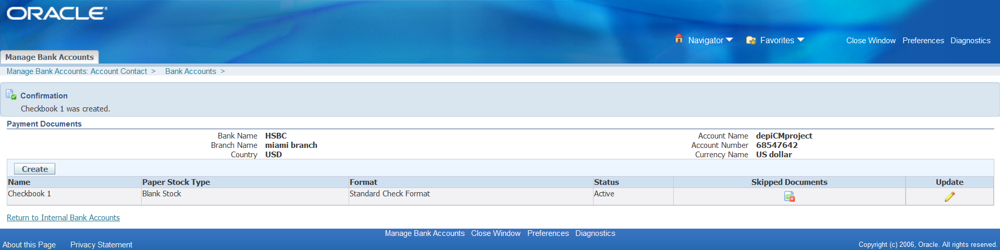 ORACLE®
Navigator Favorites Close Window Preferences Diagnostics
Manage Bank Accounts
Manage Bank Accounts: Account Contact > Bank Accounts >
Confirmation
Checkbook 1 was created.
Payment Documents
Bank Name HSBC Account Name depiCMproject
Branch Name miami branch Account Number 68547642
Country USD Currency Name US dollar
Create
Name Paper Stock Type Format Status Skipped Documents Update
Checkbook 1 Blank Stock Standard Check Format Active
Return to Internal Bank Accounts
Manage Bank Accounts Close Window Preferences Diagnostics
About this Page Privacy Statement Copyright (c) 2006, Oracle. All rights reserved.